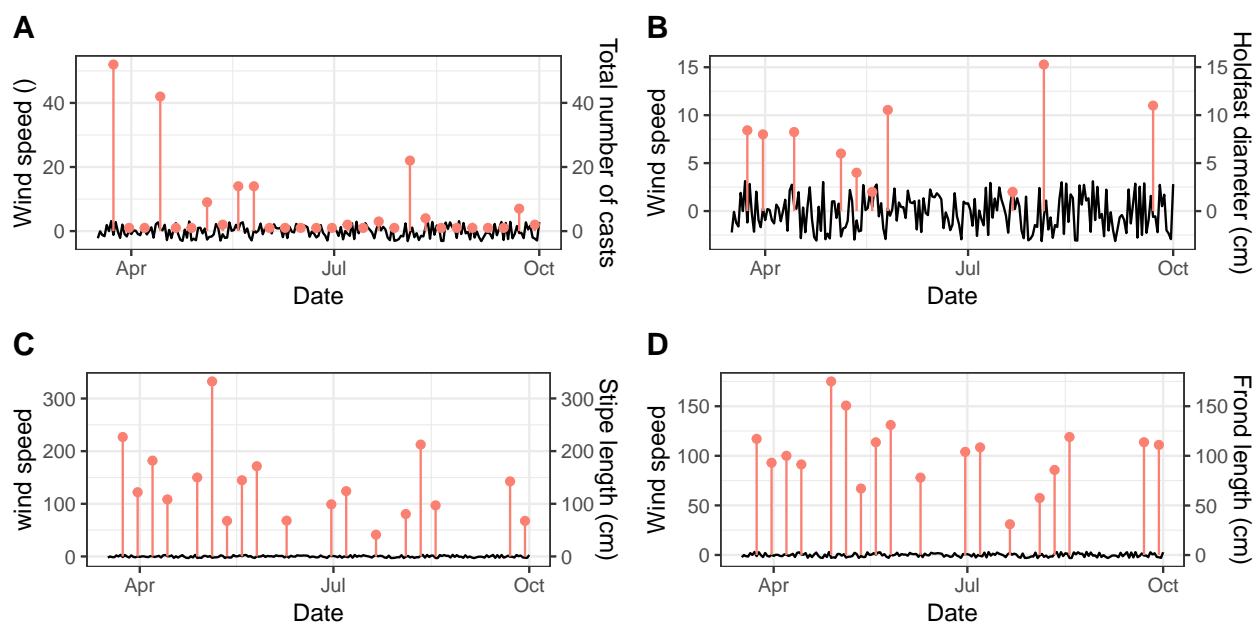 A
Wind speed ()
0
20
40
0
20
40
Total number of casts
Apr
Jul
Oct
Date
B
Wind speed
0
5
10
15
0
5
10
15
Holdfast diameter (cm)
Apr
Jul
Oct
Date
C
wind speed
0
100
200
300
0
100
200
300
Stipe length (cm)
Apr
Jul
Oct
Date
D
Wind speed
0
50
100
150
0
50
100
150
Frond length (cm)
Apr
Jul
Oct
Date